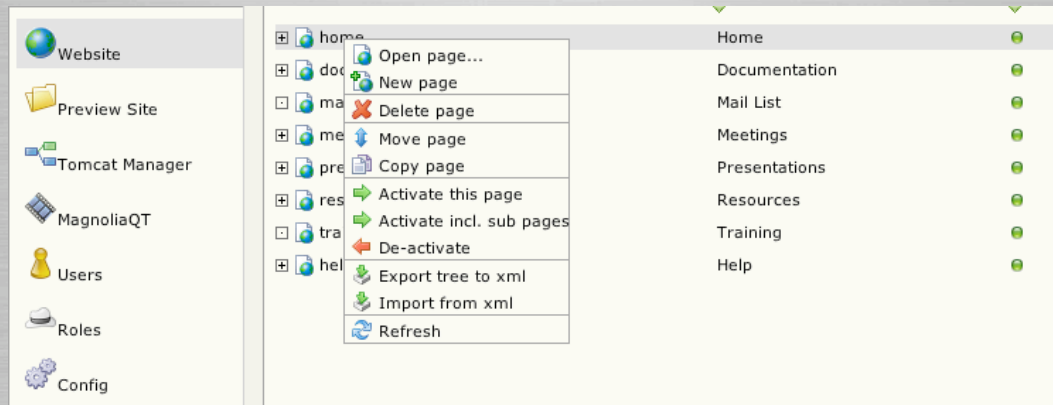 Website
Preview Site
Tomcat Manager
MagnoliaQT
Users
Roles
Config
home Home
Documentation
Mail List
Meetings
Presentations
Resources
Training
Help
Open page...
New page
Delete page
Move page
Copy page
Activate this page
Activate incl. sub pages
De-activate
Export tree to xml
Import from xml
Refresh